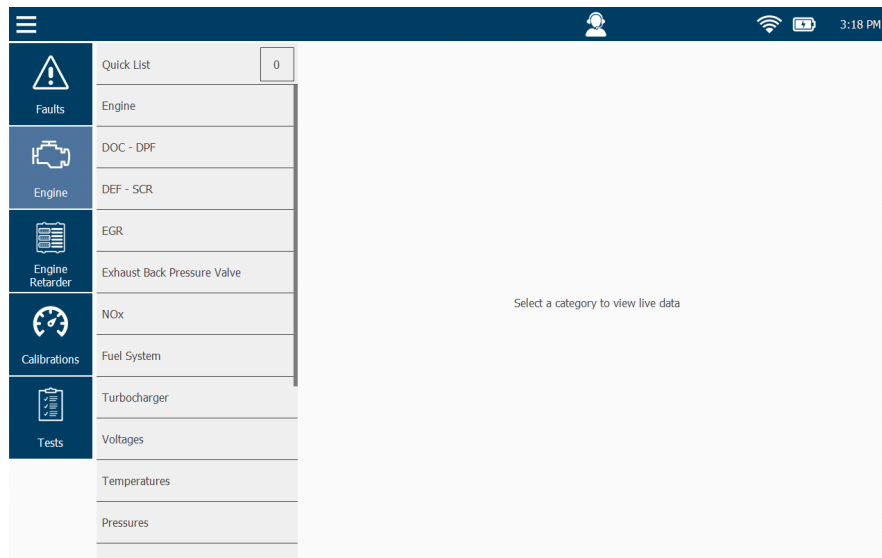 3:18 PM
Faults
Engine
Engine
Retarder
Calibrations
Tests
Quick List 0
Engine
DOC - DPF
DEF - SCR
EGR
Exhaust Back Pressure Valve
NOx
Fuel System
Turbocharger
Voltages
Temperatures
Pressures
Select a category to view live data